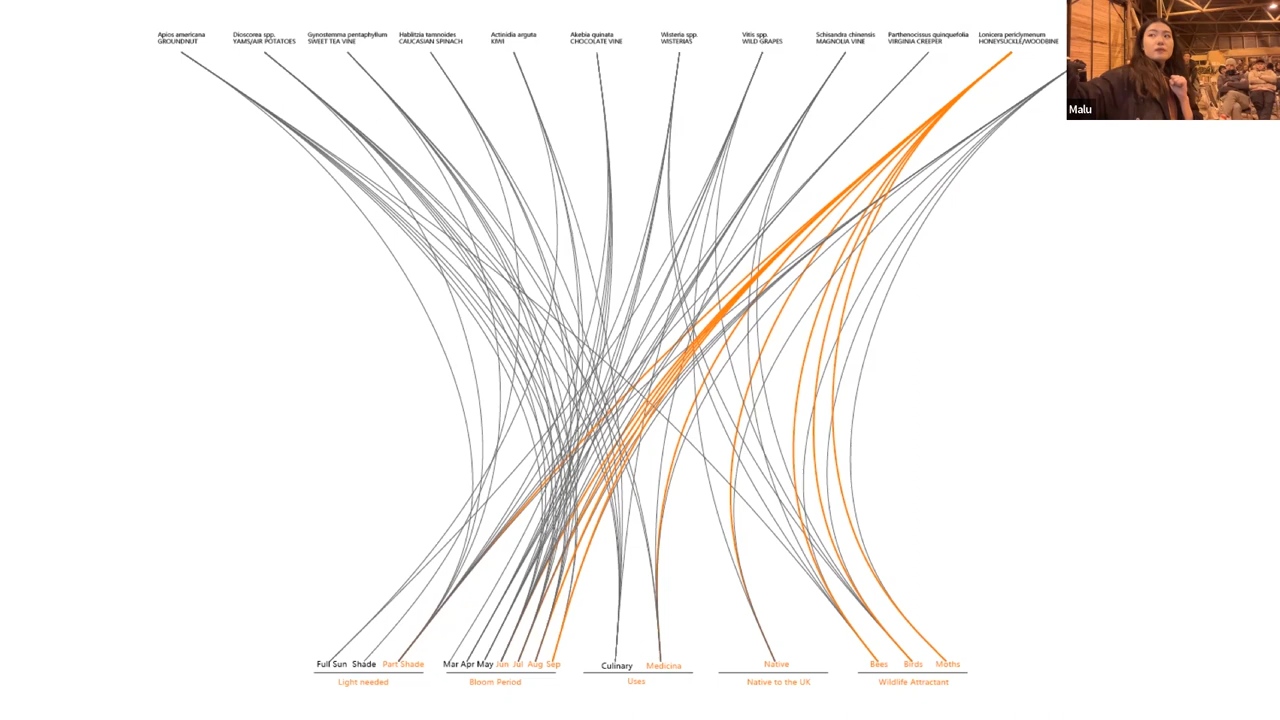 Apios americana
GROUNDNUT
Dioscorea spp.
YAMS/AIR POTATOES
Gynostemma pentaphyllum
SWEET TEA VINE
Hablitzia tamnoides
CAUCASIAN SPINACH
Actinidia arguta
KIWI
Akebia quinata
CHOCOLATE VINE
Wisteria spp.
WISTERIAS
Vitis spp.
WILD GRAPES
Schisandra chinensis
MAGNOLIA VINE
Parthenocissus quinquefolia
VIRGINIA CREEPER
Lonicera periclymenum
HONEYSUCKLE/WOODBINE
Malu
Full Sun Shade Part Shade
Light needed
Mar Apr May Jun Jul Aug Sep
Bloom Period
Culinary Medicina
Uses
Native
Native to the UK
Bees Birds Moths
Wildlife Attractant